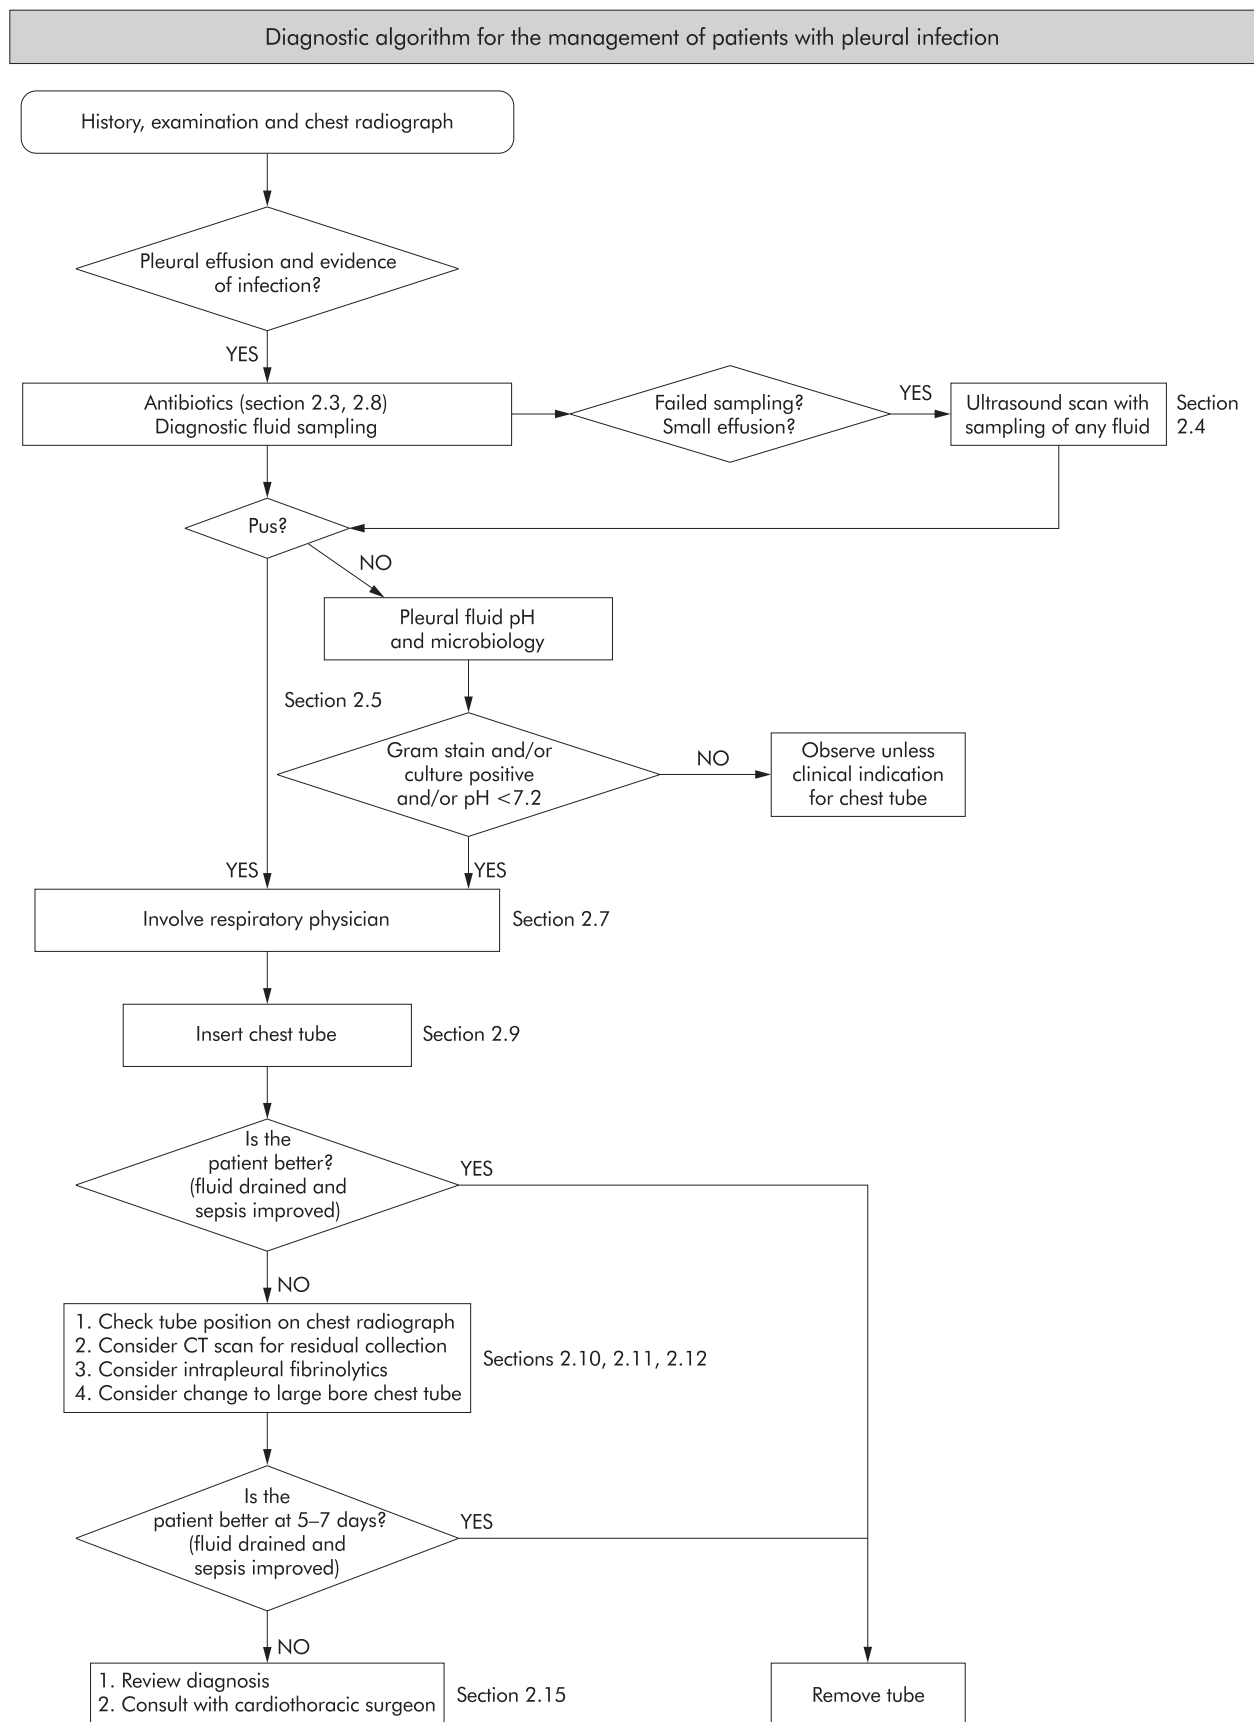 Diagnostic algorithm for the management of patients with pleural infection
History, examination and chest radiograph
Pleural effusion and evidence
of infection?
YES
Antibiotics (section 2.3, 2.8)
Diagnostic fluid sampling
Failed sampling?
Small effusion?
YES
Ultrasound scan with
sampling of any fluid
Section
2.4
Pus?
NO
Pleural fluid pH
and microbiology
Section 2.5
Gram stain and/or
culture positive
and/or pH <7.2
NO
Observe unless
clinical indication
for chest tube
YES
YES
Involve respiratory physician
Section 2.7
Insert chest tube
Section 2.9
Is the
patient better?
(fluid drained and
sepsis improved)
YES
NO
1. Check tube position on chest radiograph
2. Consider CT scan for residual collection
3. Consider intrapleural fibrinolytics
4. Consider change to large bore chest tube
Sections 2.10, 2.11, 2.12
Is the
patient better at 5–7 days?
(fluid drained and
sepsis improved)
YES
NO
1. Review diagnosis
2. Consult with cardiothoracic surgeon
Section 2.15
Remove tube